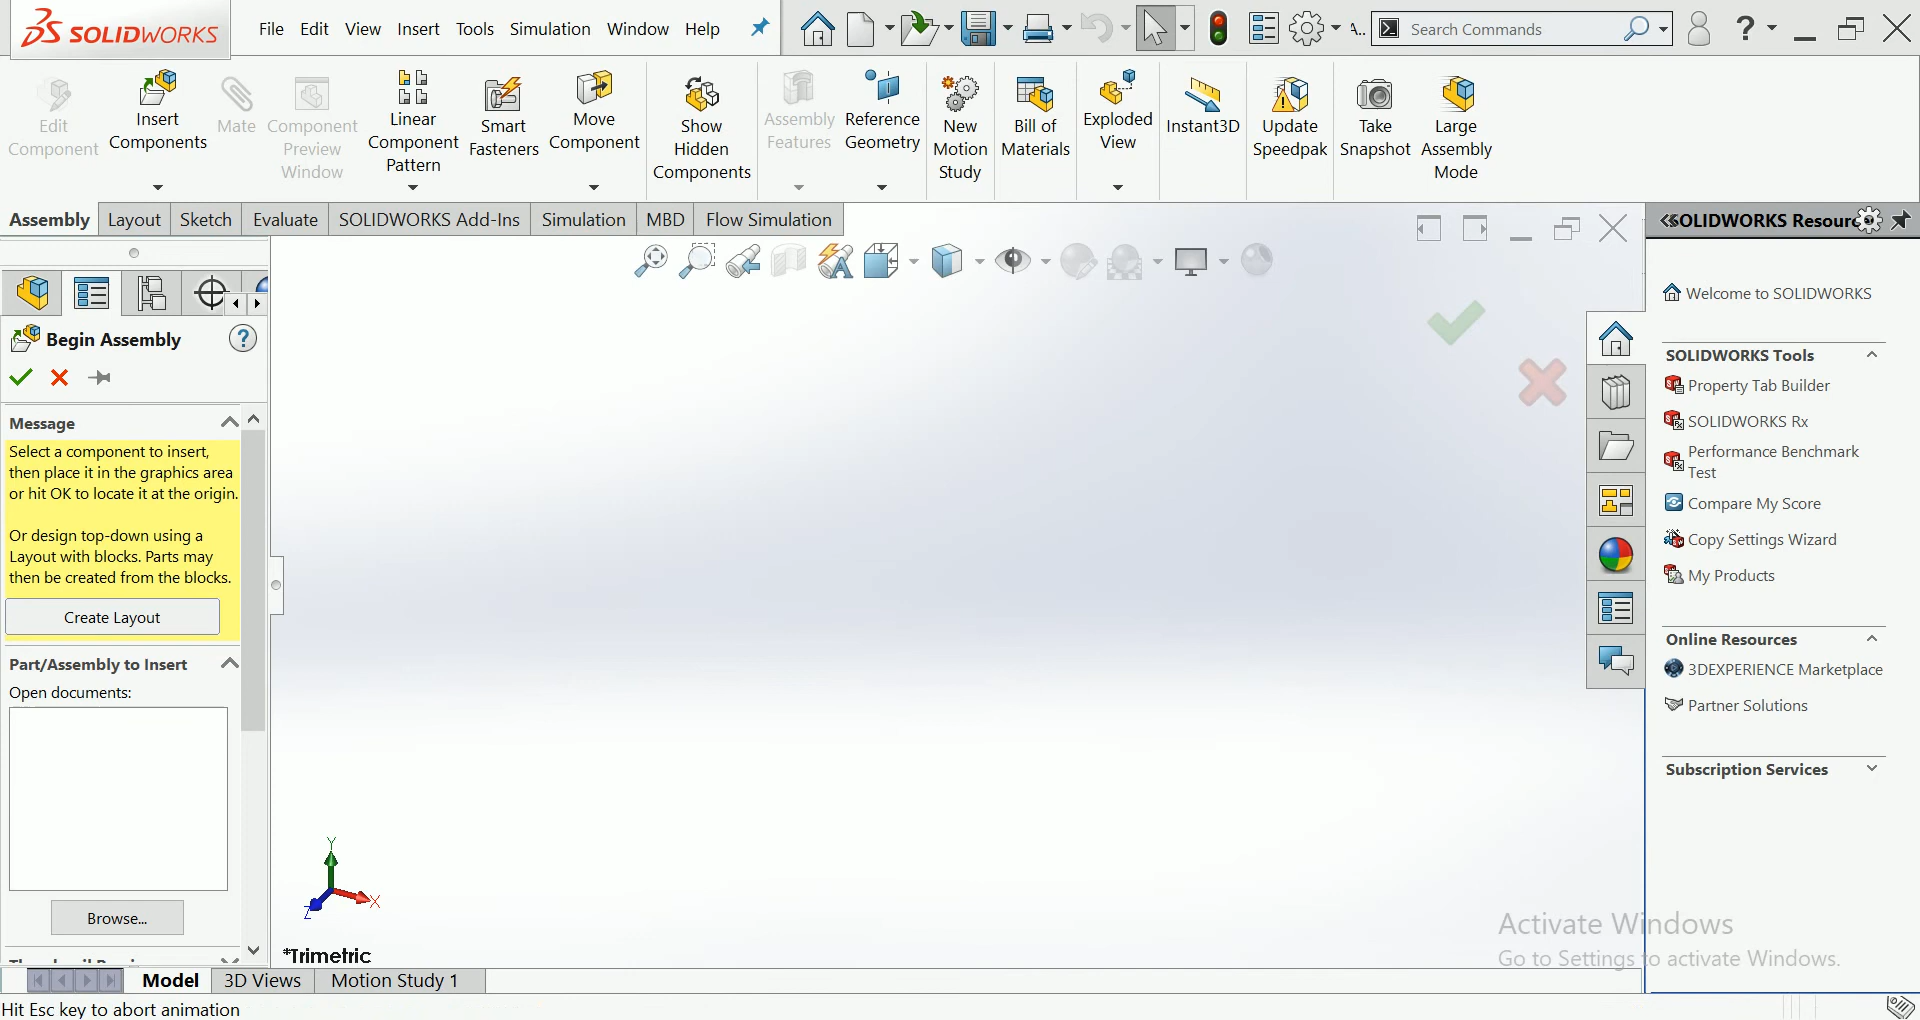 SOLIDWORKS File Edit View Insert Tools Simulation Window Help A... Search Commands ?
Edit Component
Insert Components
Mate
Component Preview Window
Linear Component Pattern
Smart Fasteners
Move Component
Show Hidden Components
Assembly Features
Reference Geometry
New Motion Study
Bill of Materials
Exploded View
Instant3D
Update Speedpak
Take Snapshot
Large Assembly Mode
Assembly Layout Sketch Evaluate SOLIDWORKS Add-Ins Simulation MBD Flow Simulation
Begin Assembly ?
Message
Select a component to insert,
then place it in the graphics area
or hit OK to locate it at the origin.
Or design top-down using a
Layout with blocks. Parts may
then be created from the blocks.
Create Layout
Part/Assembly to Insert
Open documents:
Browse...
Y
X
Z
*Trimetric
Model 3D Views Motion Study 1
Hit Esc key to abort animation
SOLIDWORKS Resourc
Welcome to SOLIDWORKS
SOLIDWORKS Tools
Property Tab Builder
SOLIDWORKS Rx
Performance Benchmark
Test
Compare My Score
Copy Settings Wizard
My Products
Online Resources
3DEXPERIENCE Marketplace
Partner Solutions
Subscription Services
Activate Windows
Go to Settings to activate Windows.